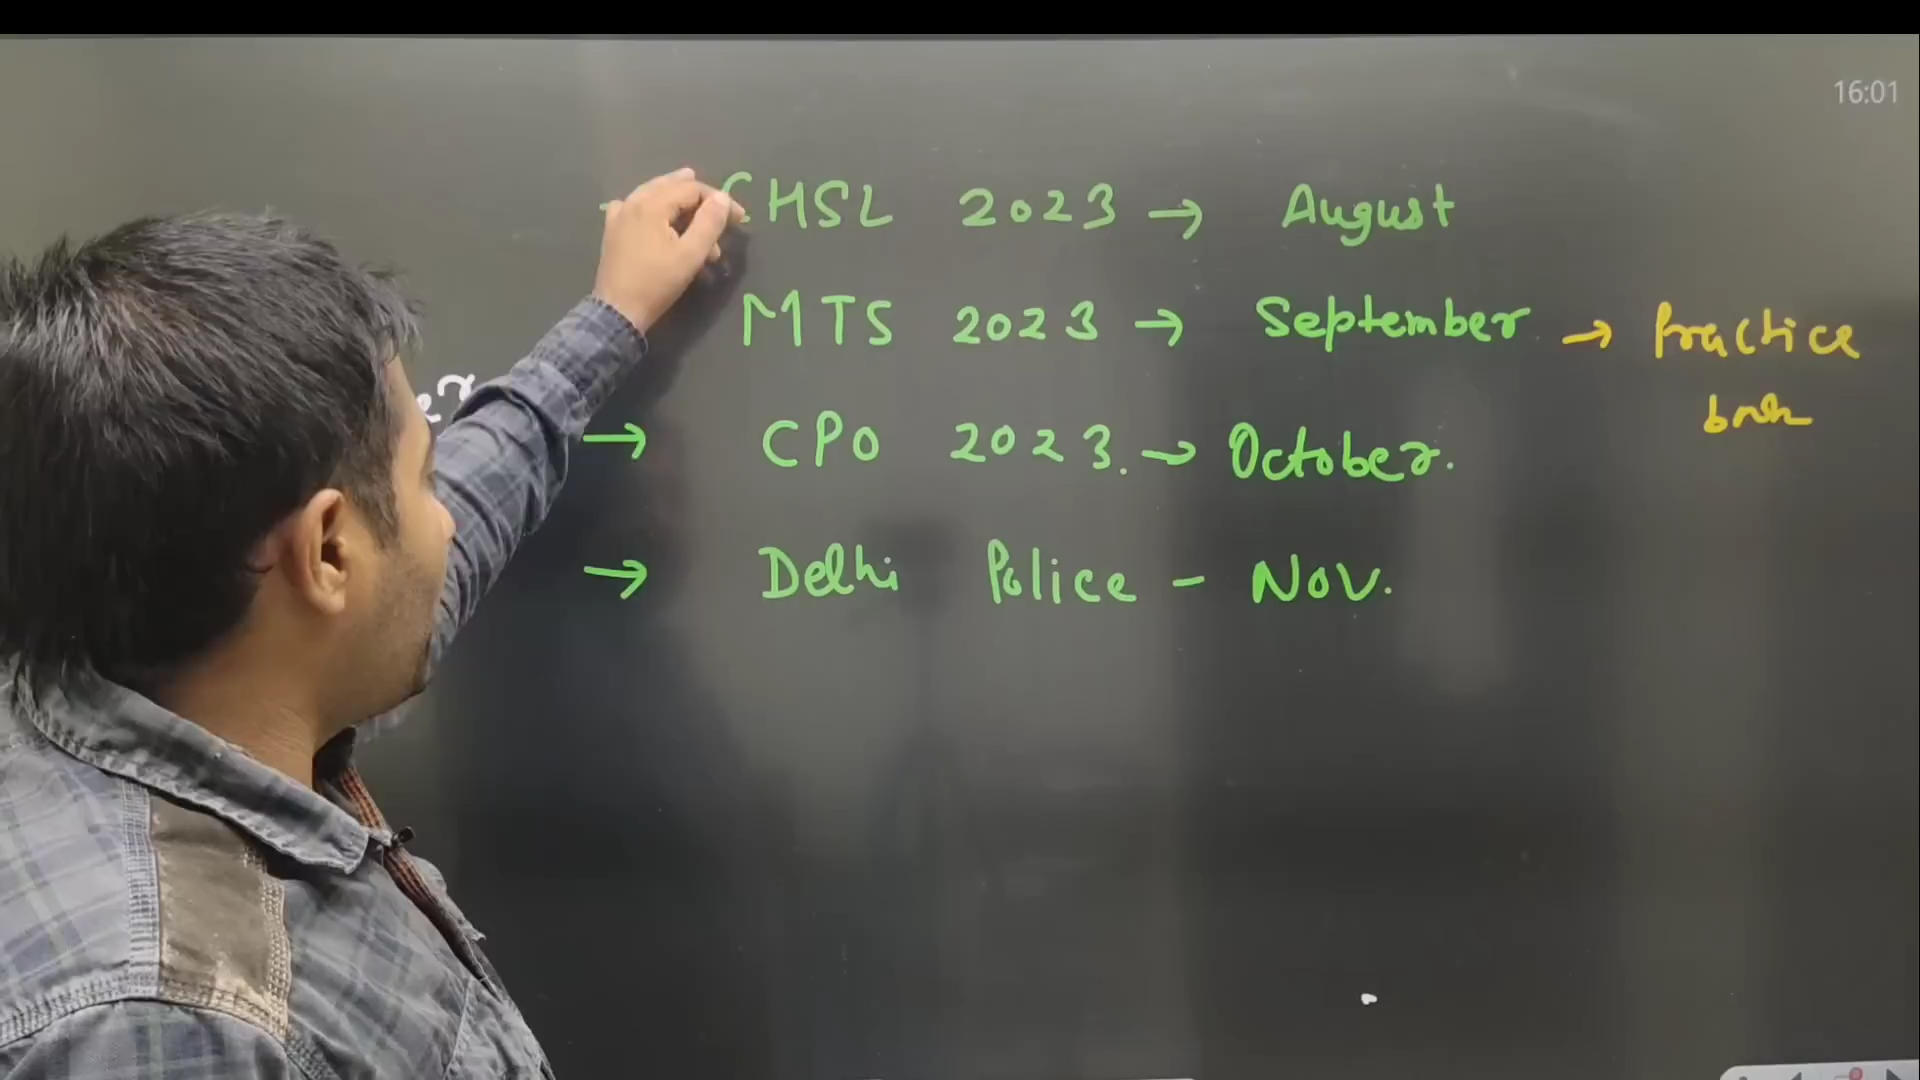 16:01
→ CHSL 2023 → August
MTS 2023 → September → Practice
→ CPO 2023. → October.
→ Delhi Police - Nov.